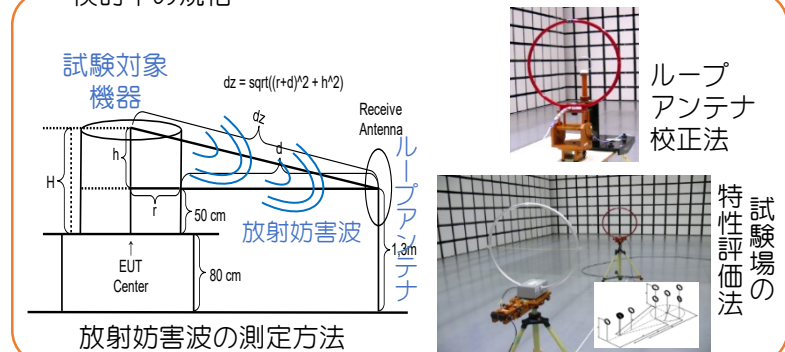 試験対象
機器
dz = sqrt((r+d)^2 + h^2)
Receive
Antenna
dz
d
h
H
r
50 cm
放射妨害波
ループアンテナ
1,3m
↑
EUT
Center
80 cm
放射妨害波の測定方法
ループ
アンテナ
校正法
試験場の
特性評価法